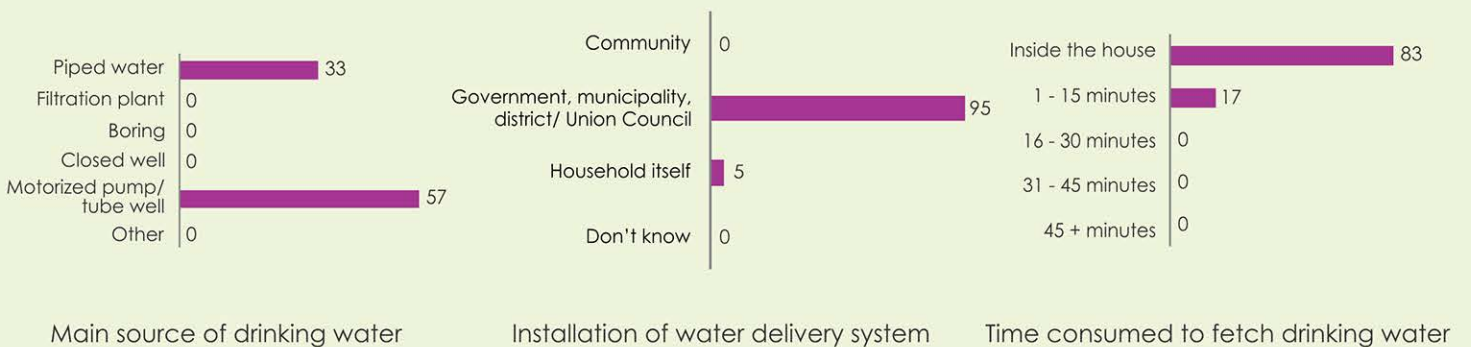 Piped water 33
Filtration plant 0
Boring 0
Closed well 0
Motorized pump/
tube well 57
Other 0
Main source of drinking water
Community 0
Government, municipality,
district/ Union Council 95
Household itself 5
Don't know 0
Installation of water delivery system
Inside the house 83
1 - 15 minutes 17
16 - 30 minutes 0
31 - 45 minutes 0
45 + minutes 0
Time consumed to fetch drinking water